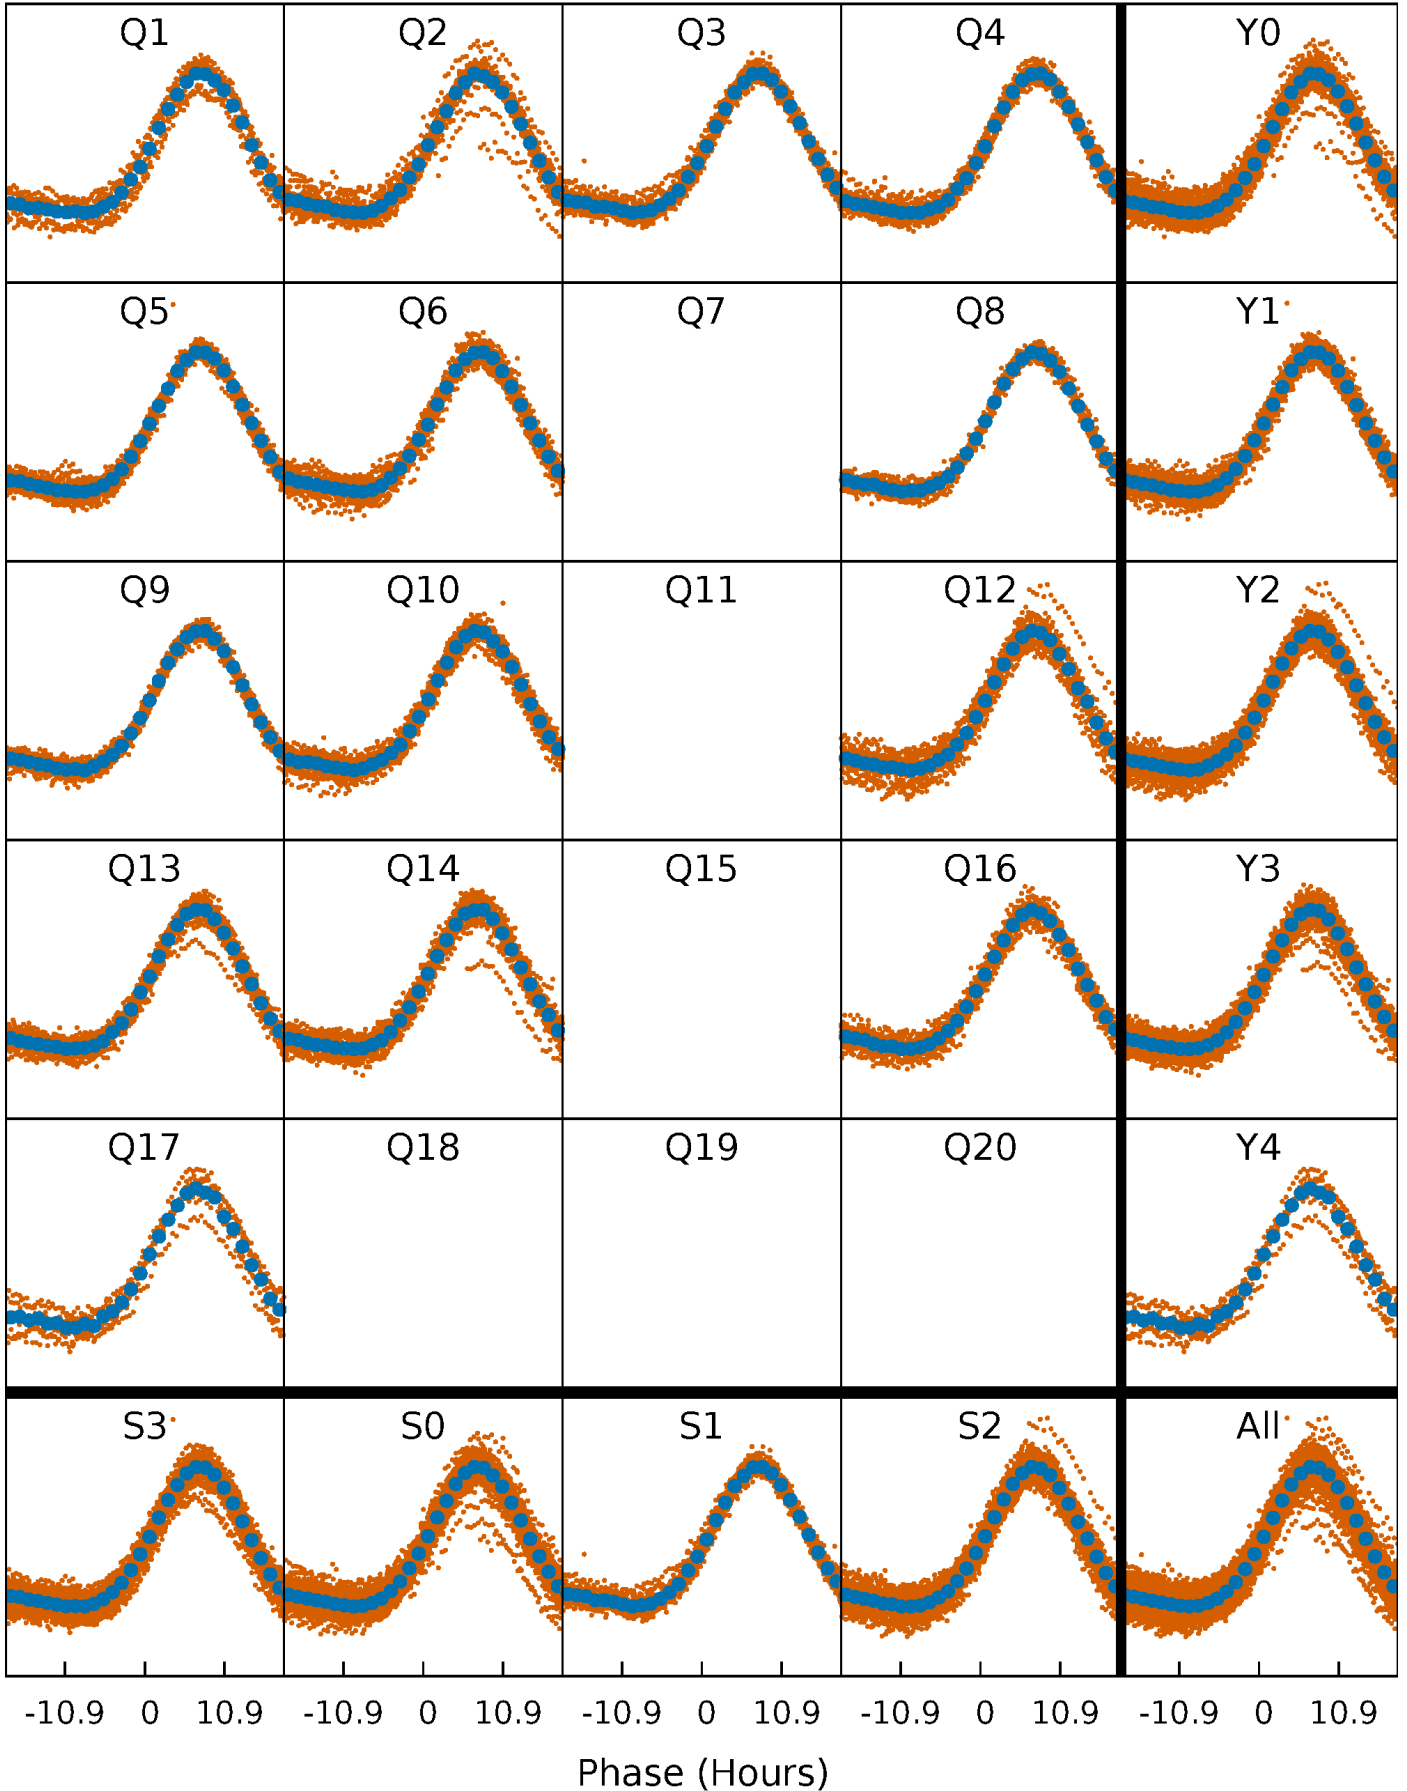 Q1 Q2 Q3 Q4 Y0
Q5 Q6 Q7 Q8 Y1
Q9 Q10 Q11 Q12 Y2
Q13 Q14 Q15 Q16 Y3
Q17 Q18 Q19 Q20 Y4
S3 S0 S1 S2 All
-10.9 0 10.9 -10.9 0 10.9 -10.9 0 10.9 -10.9 0 10.9 -10.9 0 10.9
Phase (Hours)